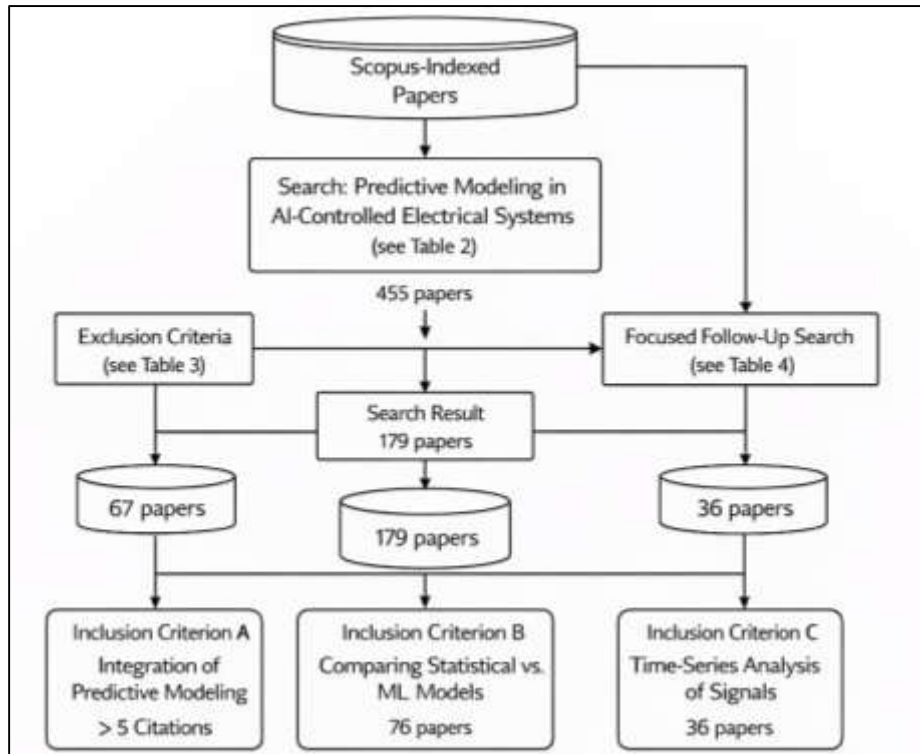 Scopus-Indexed
Papers
Search: Predictive Modeling in
AI-Controlled Electrical Systems
(see Table 2)
455 papers
Exclusion Criteria
(see Table 3)
Focused Follow-Up Search
(see Table 4)
Search Result
179 papers
67 papers
179 papers
36 papers
Inclusion Criterion A
Integration of
Predictive Modeling
> 5 Citations
Inclusion Criterion B
Comparing Statistical vs.
ML Models
76 papers
Inclusion Criterion C
Time-Series Analysis
of Signals
36 papers